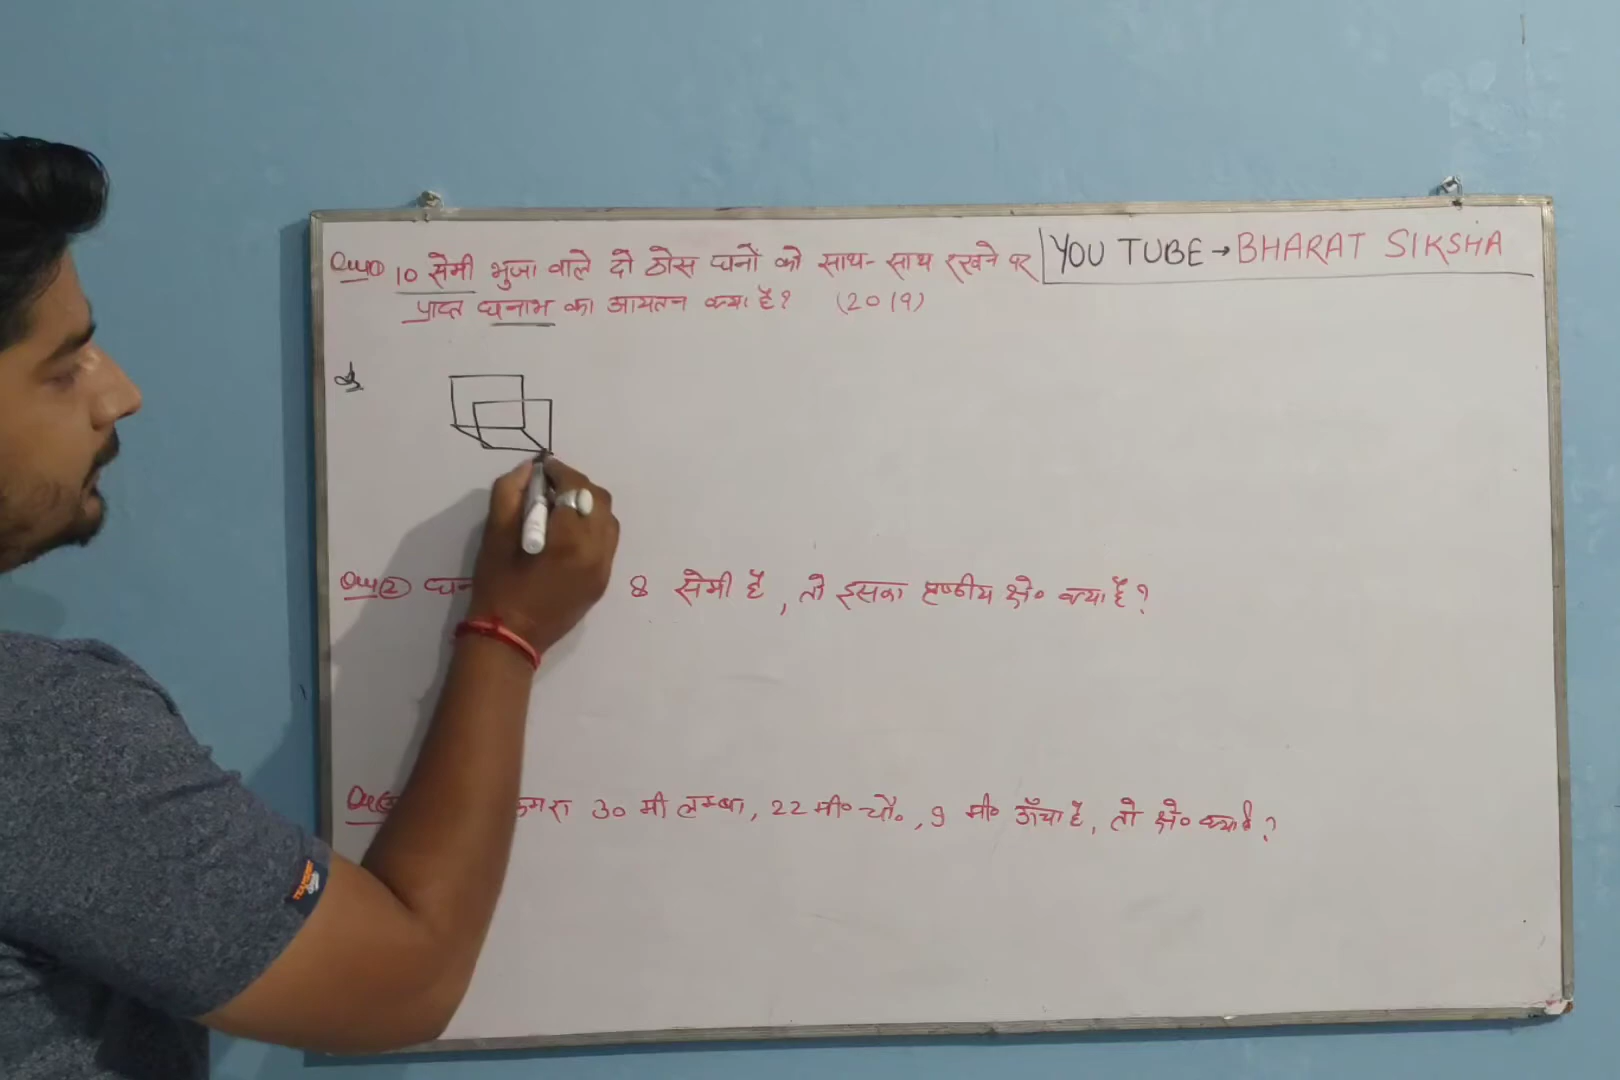 Que① 10 सेमी भुजा वाले दो ठोस घनों को साथ-साथ रखने पर
प्राप्त घनाभ का आयतन क्या है? (2019)
YOU TUBE → BHARAT SIKSHA
Que② घन 8 सेमी है, तो इसका पृष्ठीय क्षे० क्या है?
कमरा 30 मी लम्बा, 22 मी० चौ०, 9 मी० ऊँचा है, तो क्षे० क्या है?